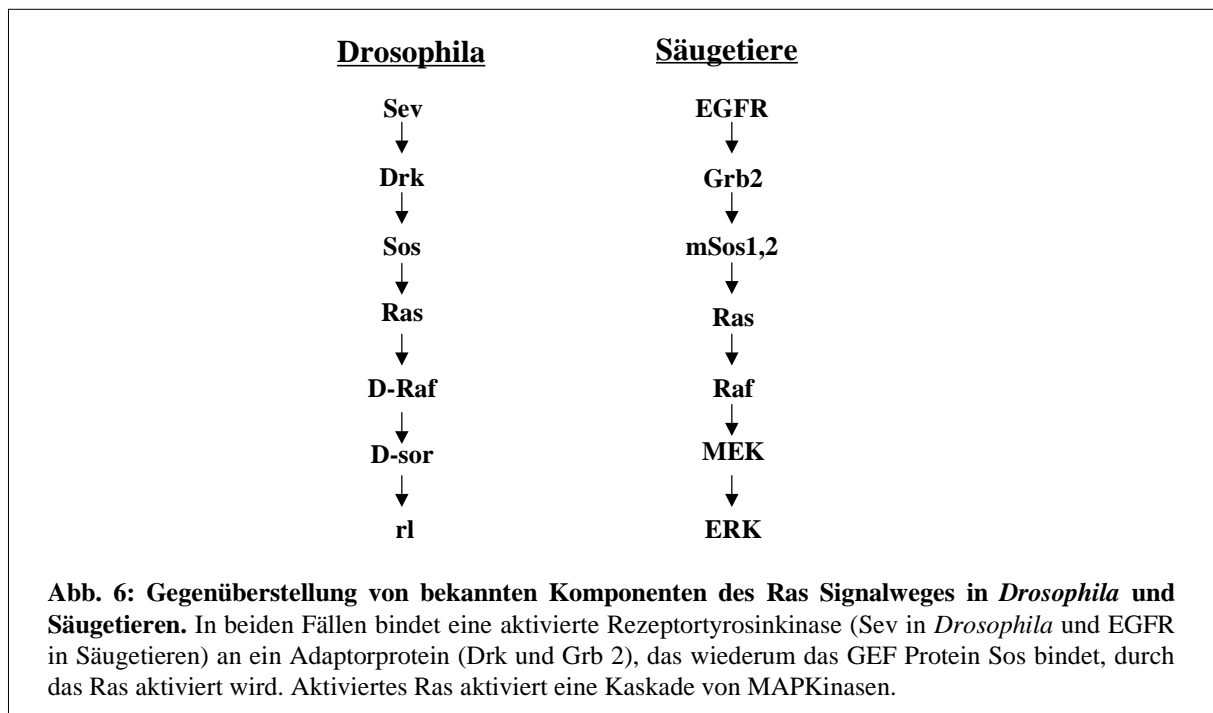 Drosophila Säugetiere
Sev EGFR
Drk Grb2
Sos mSos1,2
Ras Ras
D-Raf Raf
D-sor MEK
rl ERK
Abb. 6: Gegenüberstellung von bekannten Komponenten des Ras Signalweges in Drosophila und
Säugetieren. In beiden Fällen bindet eine aktivierte Rezeptortyrosinkinase (Sev in Drosophila und EGFR
in Säugetieren) an ein Adaptorprotein (Drk und Grb 2), das wiederum das GEF Protein Sos bindet, durch
das Ras aktiviert wird. Aktiviertes Ras aktiviert eine Kaskade von MAPKinasen.